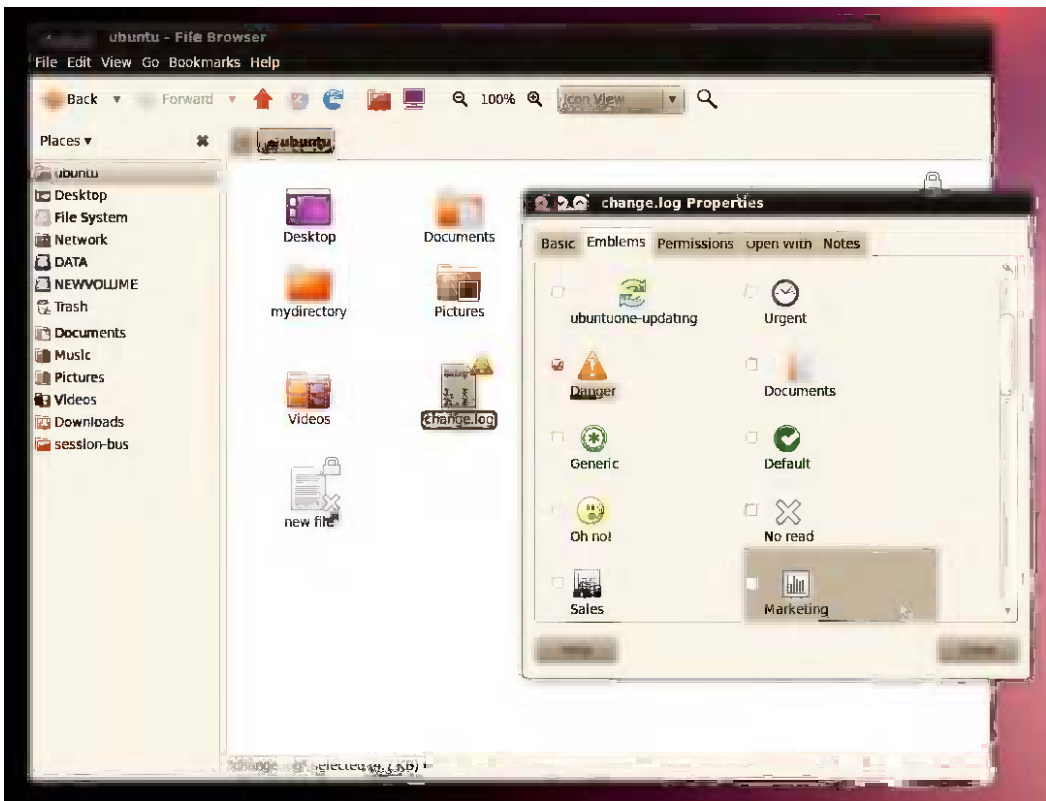 ubuntu - File Browser
File Edit View Go Bookmarks Help
Back Forward 100% Icon View
Places ubuntu
ubuntu
Desktop
File System
Network
DATA
NEWVOLUME
Trash
Documents
Music
Pictures
Videos
Downloads
session-bus
Desktop Documents
mydirectory Pictures
Videos change.log
new file
change.log Properties
Basic Emblems Permissions Open with Notes
ubuntuone-updating Urgent
Danger Documents
Generic Default
Oh no! No read
Sales Marketing
selected